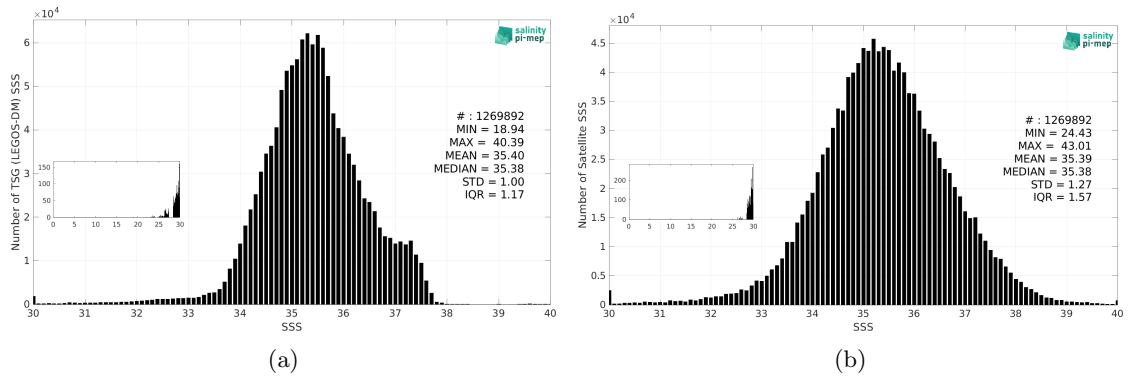 ×10⁴
6
5
4
3
2
1
0
Number of TSG (LEGOS-DM) SSS
salinity
pi-mep
# : 1269892
MIN = 18.94
MAX = 40.39
MEAN = 35.40
MEDIAN = 35.38
STD = 1.00
IQR = 1.17
150
100
50
0
0 5 10 15 20 25 30
30 31 32 33 34 35 36 37 38 39 40
SSS
(a)
×10⁴
4.5
4
3.5
3
2.5
2
1.5
1
0.5
0
Number of Satellite SSS
salinity
pi-mep
# : 1269892
MIN = 24.43
MAX = 43.01
MEAN = 35.39
MEDIAN = 35.38
STD = 1.27
IQR = 1.57
200
100
0
0 5 10 15 20 25 30
30 31 32 33 34 35 36 37 38 39 40
SSS
(b)